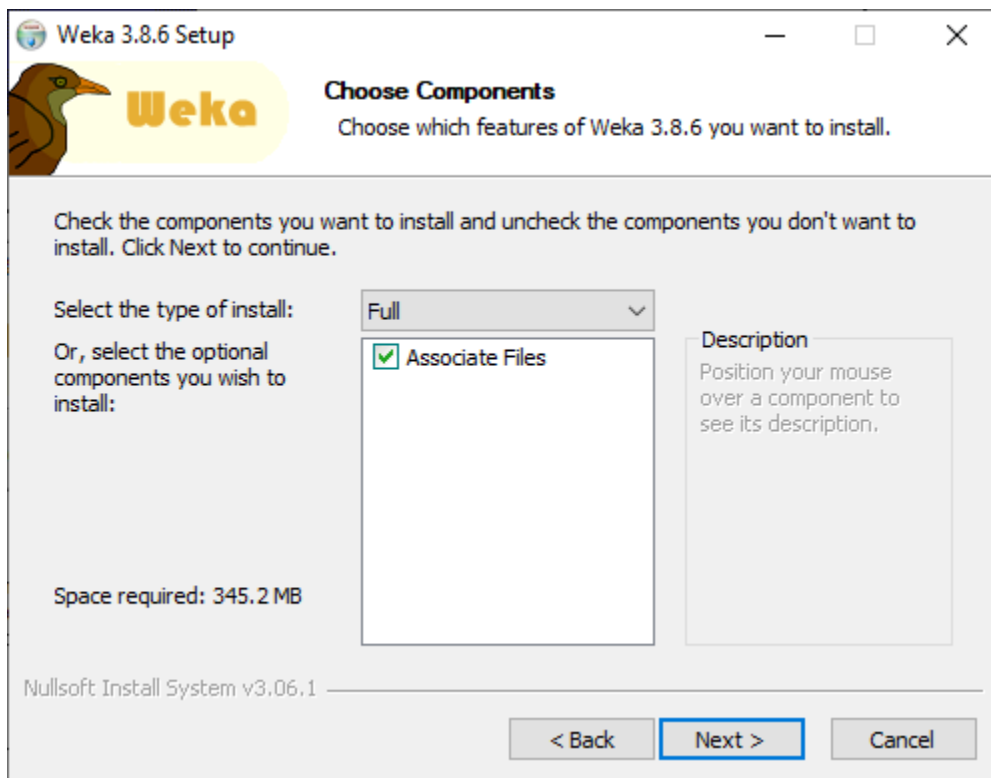 Weka 3.8.6 Setup
Weka
Choose Components
Choose which features of Weka 3.8.6 you want to install.
Check the components you want to install and uncheck the components you don't want to
install. Click Next to continue.
Select the type of install:
Full
Or, select the optional
components you wish to
install:
Associate Files
Description
Position your mouse
over a component to
see its description.
Space required: 345.2 MB
Nullsoft Install System v3.06.1
< Back
Next >
Cancel